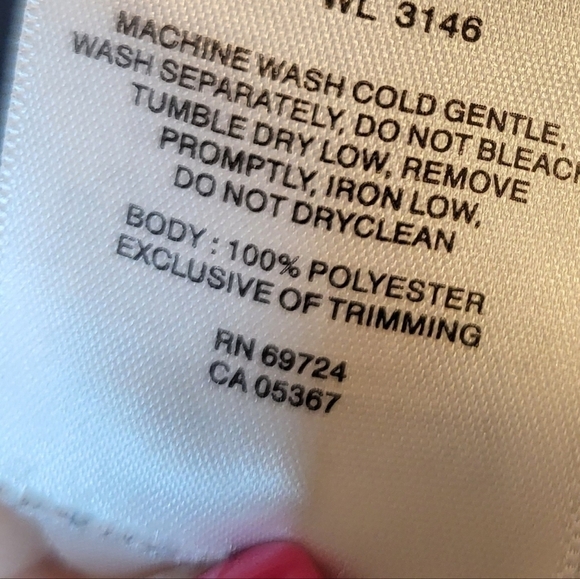 WL 3146
MACHINE WASH COLD GENTLE,
WASH SEPARATELY, DO NOT BLEACH
TUMBLE DRY LOW, REMOVE
PROMPTLY, IRON LOW,
DO NOT DRYCLEAN
BODY : 100% POLYESTER
EXCLUSIVE OF TRIMMING
RN 69724
CA 05367